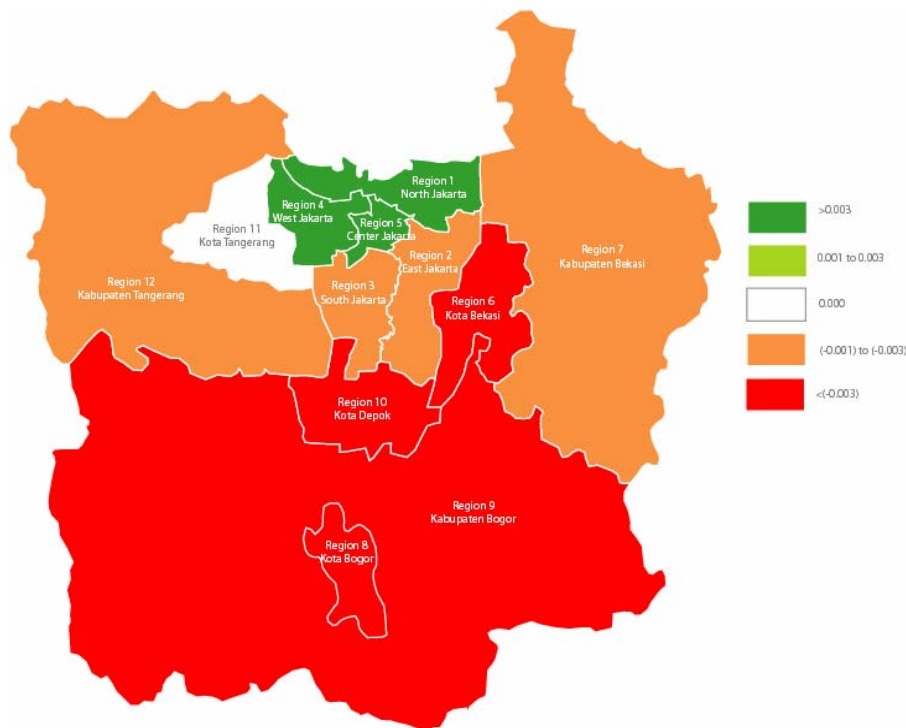 Region 1
North Jakarta
Region 4
West Jakarta
Region 5
Center Jakarta
Region 11
Kota Tangerang
Region 2
East Jakarta
Region 7
Kabupaten Bekasi
Region 12
Kabupaten Tangerang
Region 3
South Jakarta
Region 6
Kota Bekasi
Region 10
Kota Depok
Region 9
Kabupaten Bogor
Region 8
Kota Bogor
>0.003
0.001 to 0.003
0.000
(-0.001) to (-0.003)
<(-0.003)